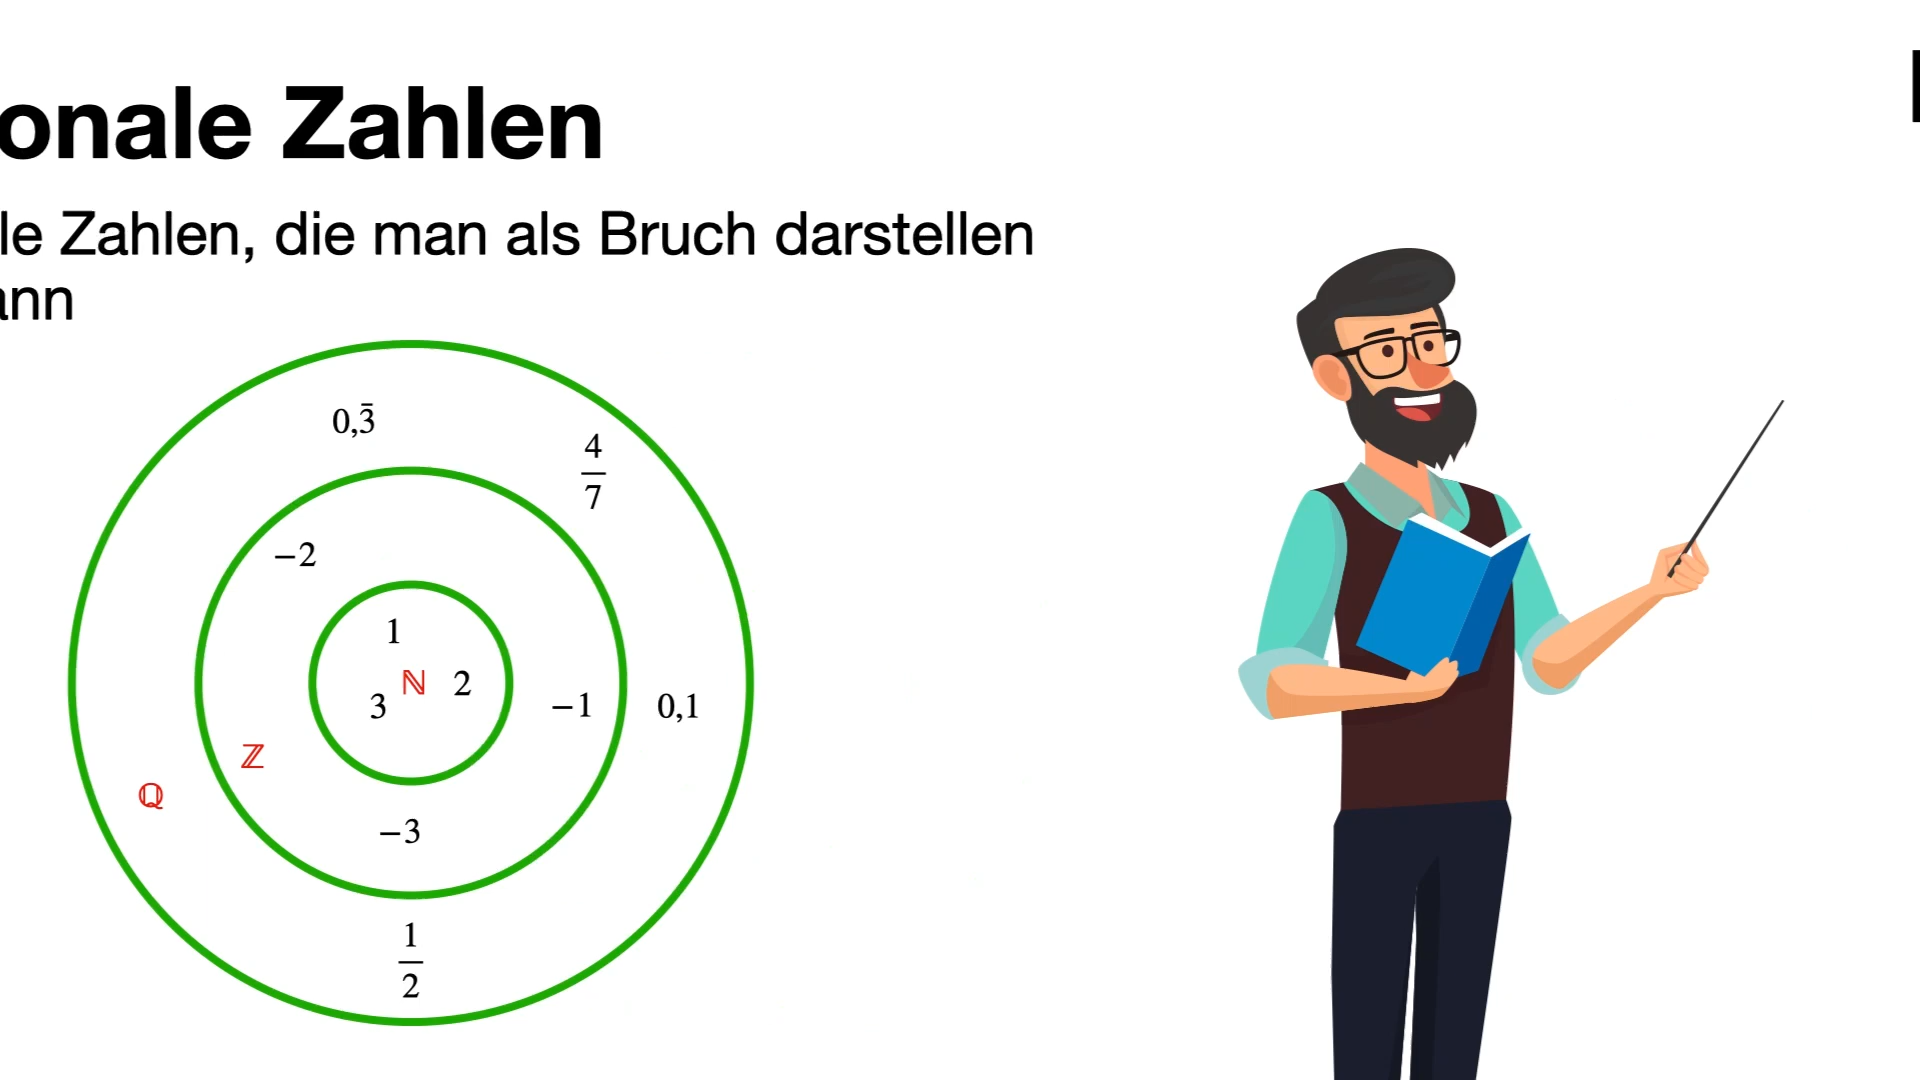 onale Zahlen
le Zahlen, die man als Bruch darstellen
ann
0,3̄
4/7
−2
1
ℕ 2
3 −1 0,1
ℤ
ℚ
−3
1/2